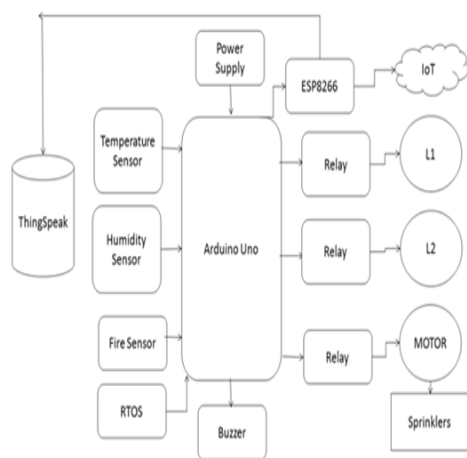 Power
Supply
ESP8266
IoT
Temperature
Sensor
Relay
L1
ThingSpeak
Humidity
Sensor
Arduino Uno
Relay
L2
Fire Sensor
Relay
MOTOR
RTOS
Buzzer
Sprinklers